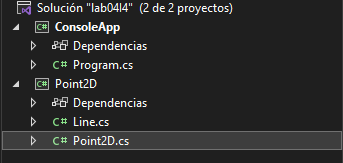 Solución "lab04l4" (2 de 2 proyectos)
ConsoleApp
Dependencias
C# Program.cs
Point2D
Dependencias
C# Line.cs
C# Point2D.cs